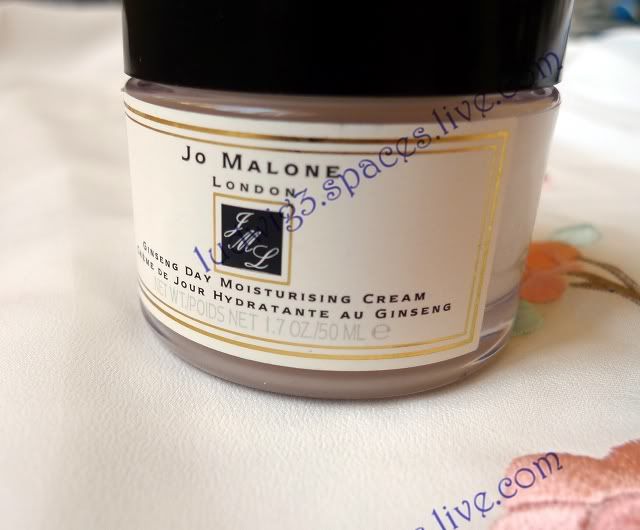 Jo Malone
London
JML
Ginseng Day Moisturising Cream
Crème de Jour Hydratante au Ginseng
NET WT/POIDS NET 1.7 OZ/50 ML ℮
.spaces.live.com
s.live.com